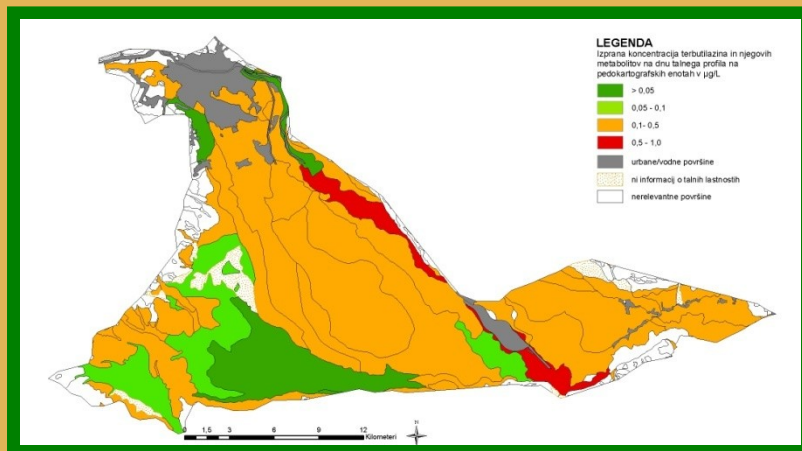 LEGENDA
Izprana koncentracija terbutilazina in njegovih
metabolitov na dnu talnega profila na
pedokartografskih enotah v µg/L
> 0,05
0,05 - 0,1
0,1- 0,5
0,5 - 1,0
urbane/vodne površine
ni informacij o talnih lastnostih
nerelevantne površine
N
0 1,5 3 6 9 12
Kilometeri